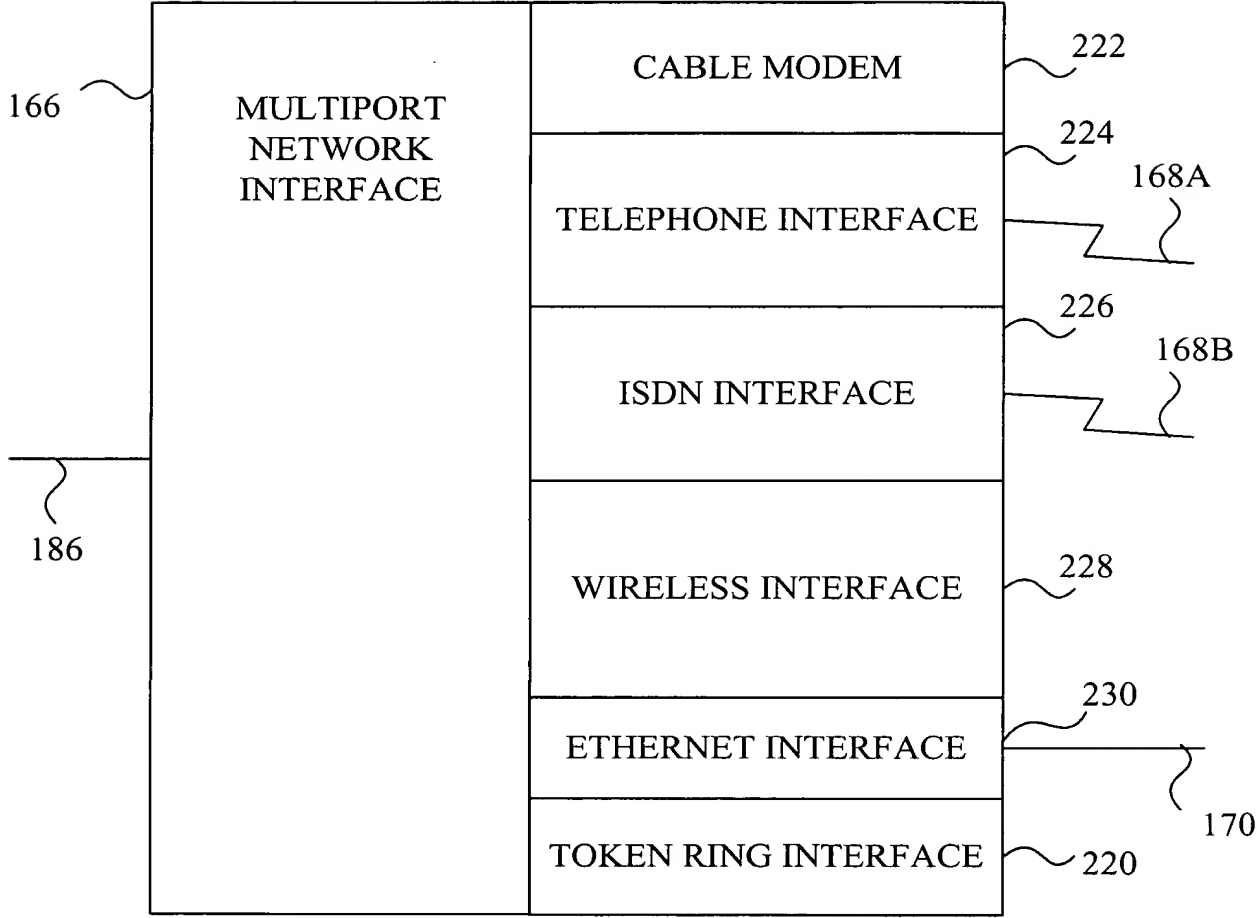 166
MULTIPORT
NETWORK
INTERFACE
186
CABLE MODEM
222
224
TELEPHONE INTERFACE
168A
226
ISDN INTERFACE
168B
WIRELESS INTERFACE
228
230
ETHERNET INTERFACE
170
TOKEN RING INTERFACE
220